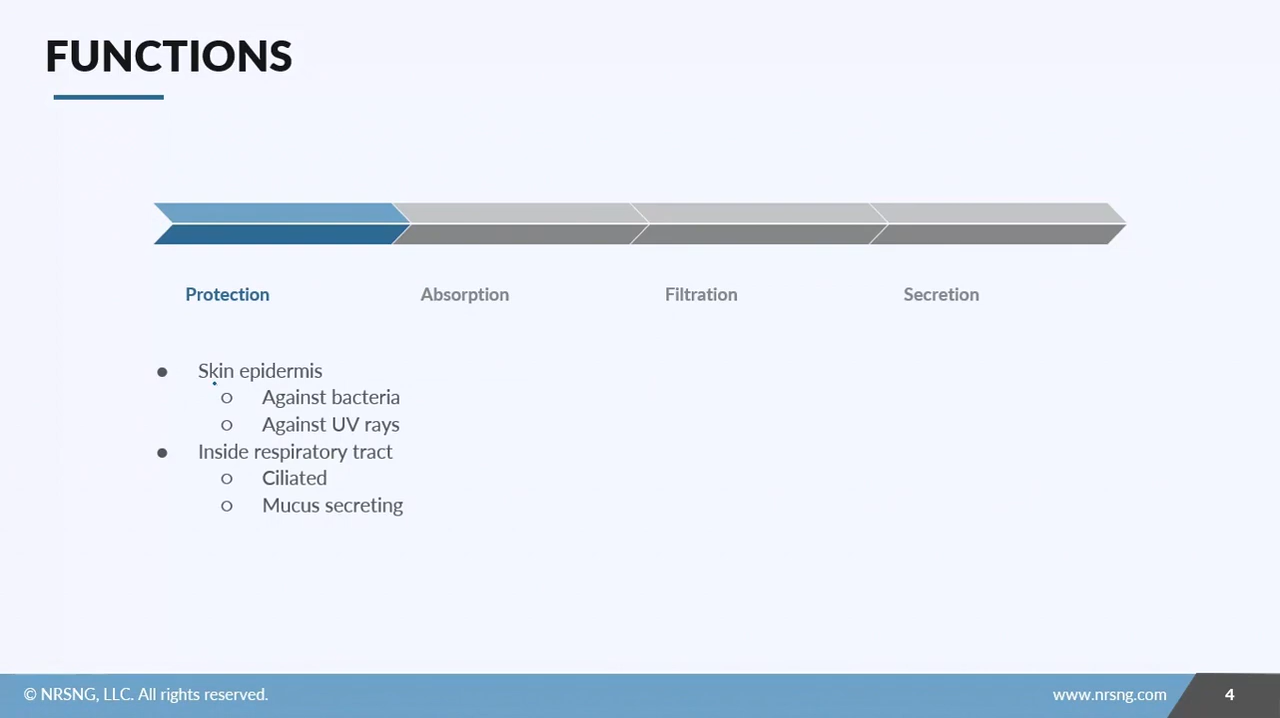 FUNCTIONS
Protection
Absorption
Filtration
Secretion
● Skin epidermis
○ Against bacteria
○ Against UV rays
● Inside respiratory tract
○ Ciliated
○ Mucus secreting
© NRSNG, LLC. All rights reserved.
www.nrsng.com
4